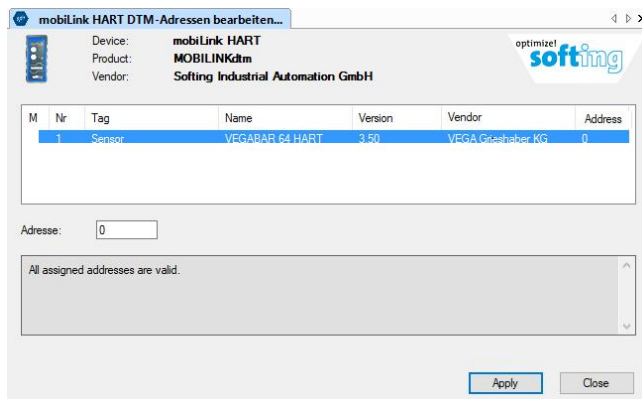 mobiLink HART DTM-Adressen bearbeiten...
Device: mobiLink HART
Product: MOBILINKdtm
Vendor: Softing Industrial Automation GmbH
optimize!
softing
M Nr Tag Name Version Vendor Address
1 Sensor VEGABAR 64 HART 3.50 VEGA Grieshaber KG 0
Adresse: 0
All assigned addresses are valid.
Apply Close